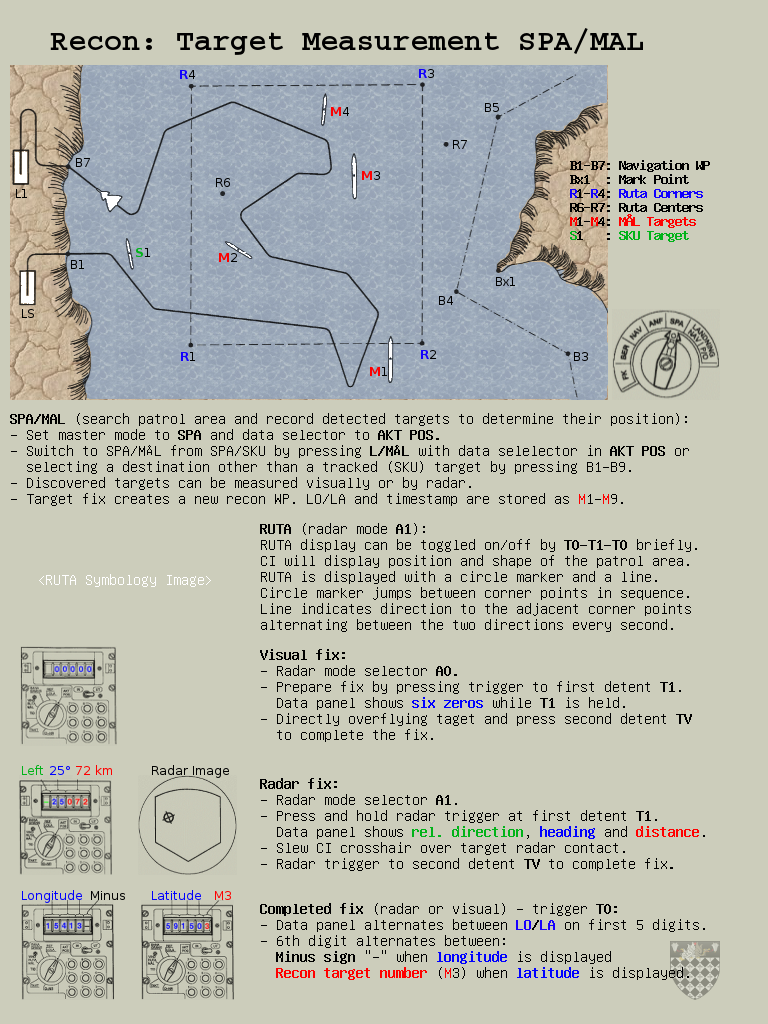 Recon: Target Measurement SPA/MAL
R4
R3
B5
M4
R7
B7
M3
R6
L1
S1
M2
B1
Bx1
LS
B4
R1
R2
B3
M1
B1-B7: Navigation WP
Bx1 : Mark Point
R1-R4: Ruta Corners
R6-R7: Ruta Centers
M1-M4: MÅL Targets
S1 : SKU Target
FK BER NAV ANF SPA LANDNING NAV P/O
SPA/MAL (search patrol area and record detected targets to determine their position):
- Set master mode to SPA and data selector to AKT POS.
- Switch to SPA/MÅL from SPA/SKU by pressing L/MÅL with data selelector in AKT POS or
selecting a destination other than a tracked (SKU) target by pressing B1-B9.
- Discovered targets can be measured visually or by radar.
- Target fix creates a new recon WP. LO/LA and timestamp are stored as M1-M9.
<RUTA Symbology Image>
RUTA (radar mode A1):
RUTA display can be toggled on/off by T0-T1-T0 briefly.
CI will display position and shape of the patrol area.
RUTA is displayed with a circle marker and a line.
Circle marker jumps between corner points in sequence.
Line indicates direction to the adjacent corner points
alternating between the two directions every second.
Visual fix:
- Radar mode selector A0.
- Prepare fix by pressing trigger to first detent T1.
Data panel shows six zeros while T1 is held.
- Directly overflying taget and press second detent TV
to complete the fix.
00000
Left 25° 72 km
Radar Image
25072
Radar fix:
- Radar mode selector A1.
- Press and hold radar trigger at first detent T1.
Data panel shows rel. direction, heading and distance.
- Slew CI crosshair over target radar contact.
- Radar trigger to second detent TV to complete fix.
Longitude Minus
Latitude M3
15413-
591503
Completed fix (radar or visual) - trigger T0:
- Data panel alternates between LO/LA on first 5 digits.
- 6th digit alternates between:
Minus sign "-" when longitude is displayed
Recon target number (M3) when latitude is displayed.